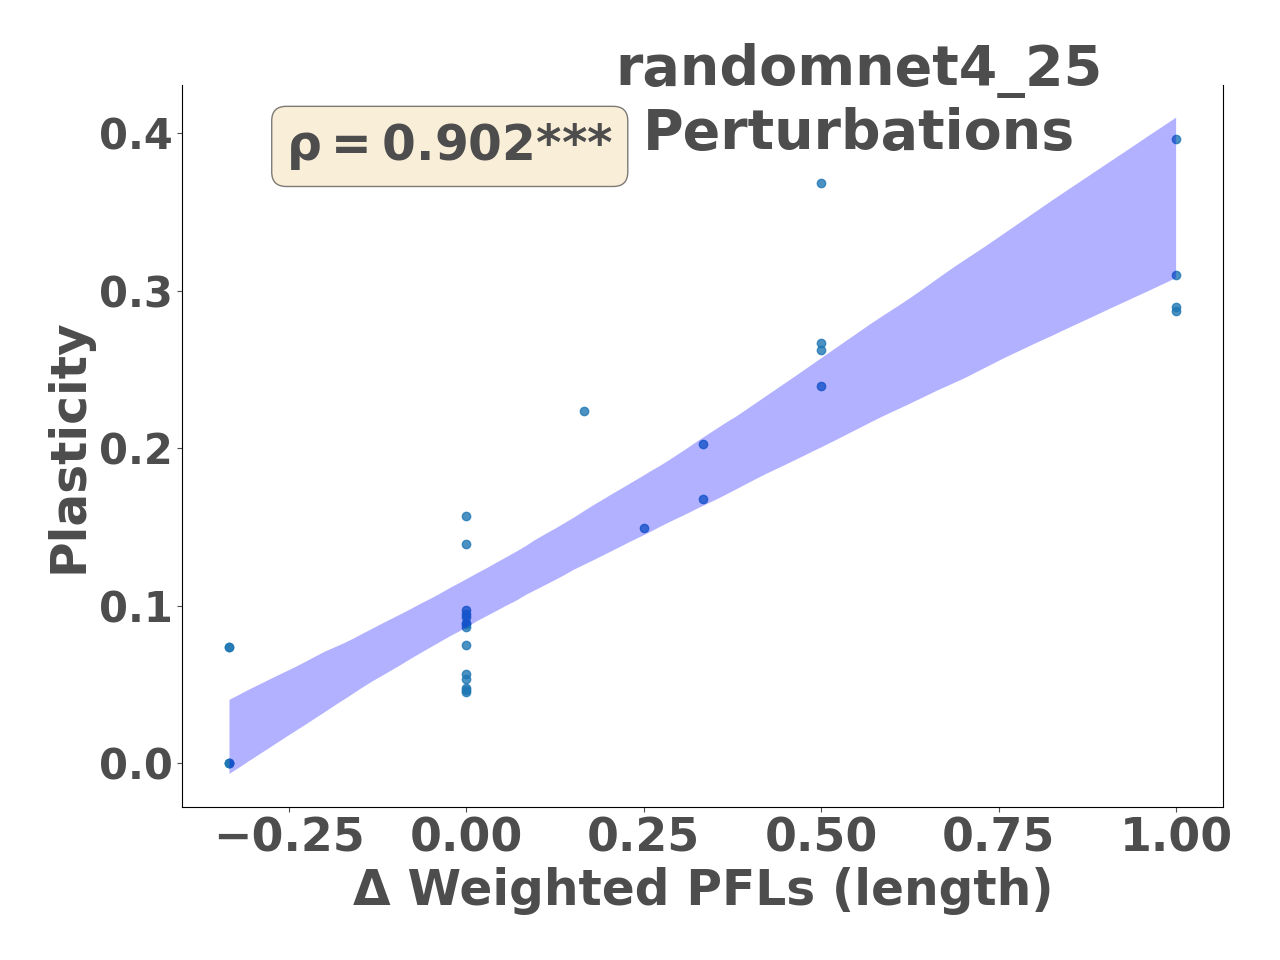 randomnet4_25
Perturbations
ρ = 0.902***
Plasticity
0.4
0.3
0.2
0.1
0.0
−0.25 0.00 0.25 0.50 0.75 1.00
Δ Weighted PFLs (length)